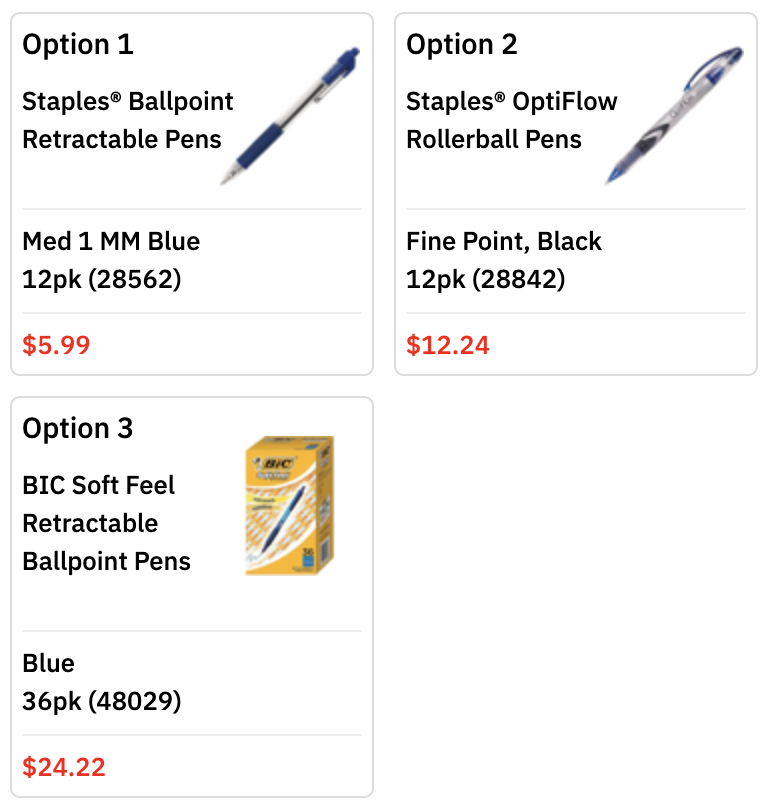 Option 1
Staples® Ballpoint
Retractable Pens
Med 1 MM Blue
12pk (28562)
$5.99
Option 2
Staples® OptiFlow
Rollerball Pens
OptiFlow
Fine Point, Black
12pk (28842)
$12.24
Option 3
BIC Soft Feel
Retractable
Ballpoint Pens
BIC
36
Blue
36pk (48029)
$24.22